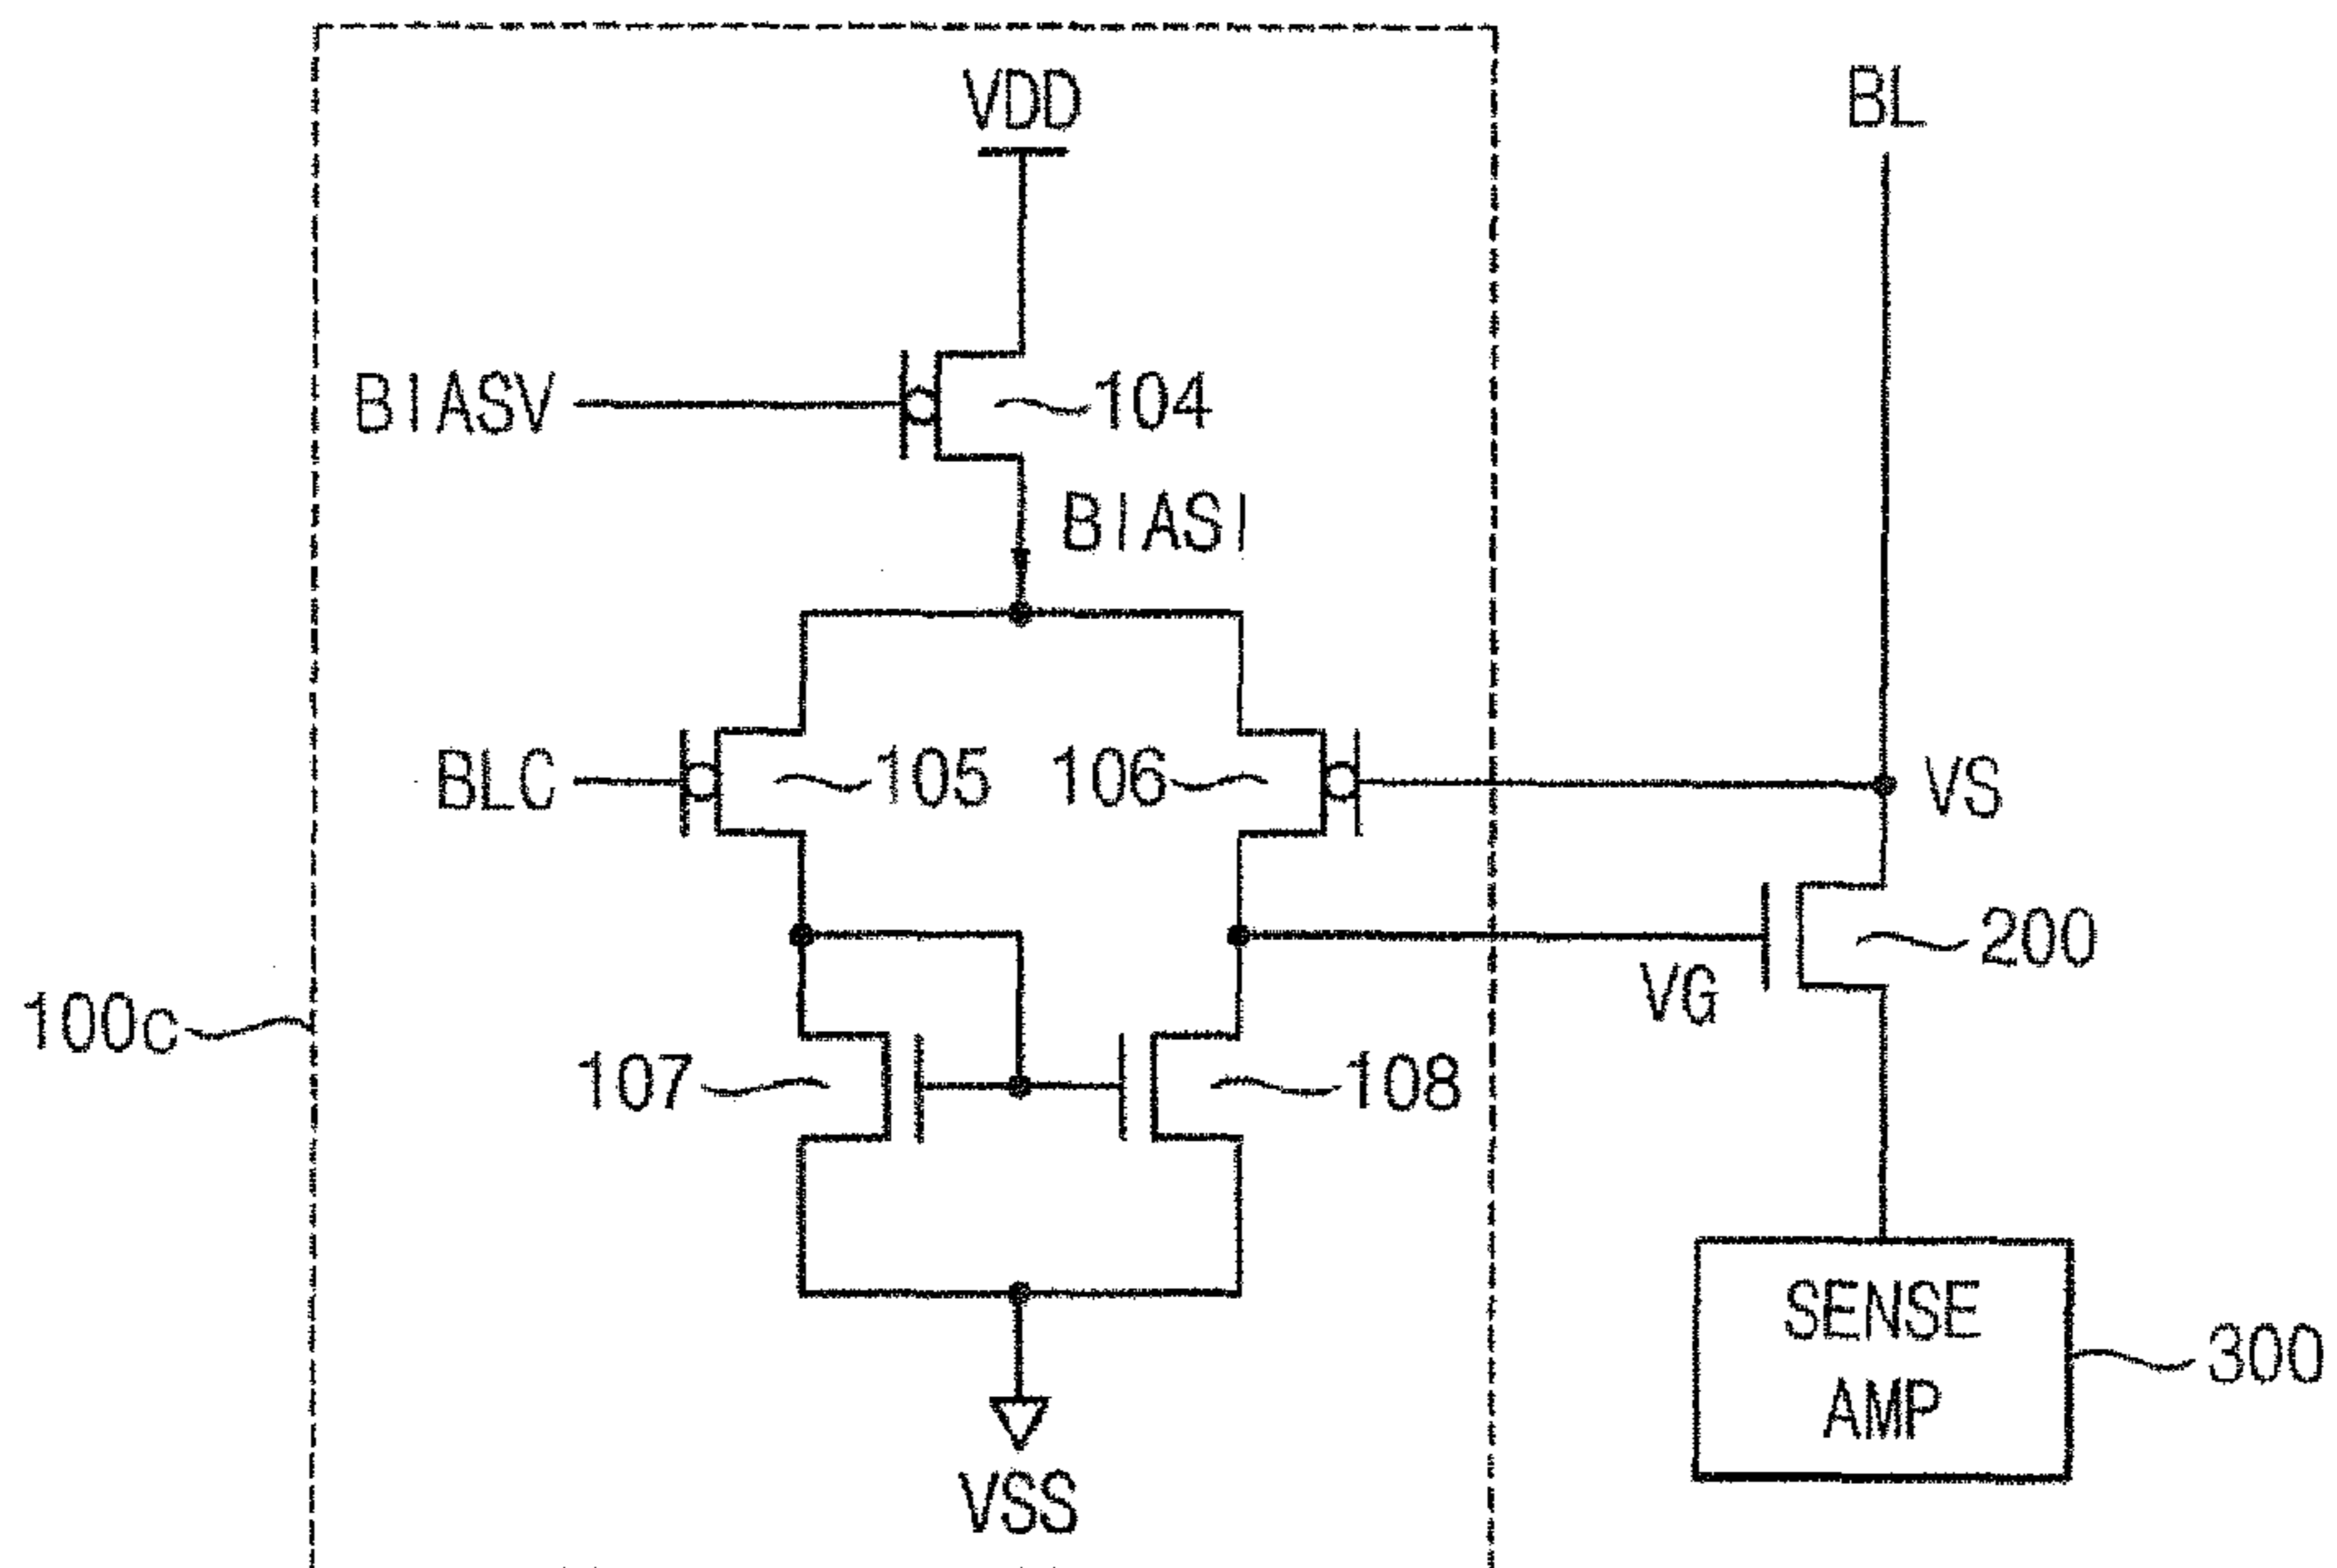 VDD
BL
BIASV
104
BIASI
BLC
105
106
VS
200
VG
100c
107
108
SENSE
AMP
300
VSS